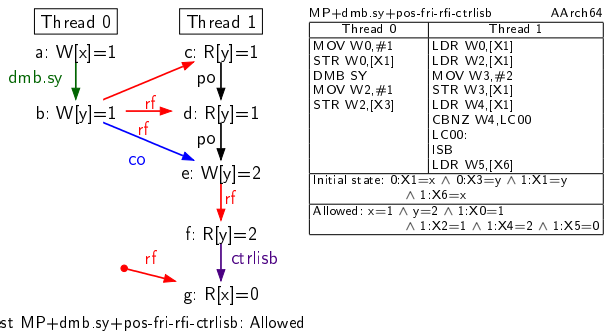 Thread 0
Thread 1
a: W[x]=1
c: R[y]=1
dmb.sy
po
b: W[y]=1
rf
d: R[y]=1
rf
po
co
e: W[y]=2
rf
f: R[y]=2
ctrlisb
rf
g: R[x]=0
st MP+dmb.sy+pos-fri-rfi-ctrlisb: Allowed
MP+dmb.sy+pos-fri-rfi-ctrlisb AArch64
Thread 0 Thread 1
MOV W0,#1 LDR W0,[X1]
STR W0,[X1] LDR W2,[X1]
DMB SY MOV W3,#2
MOV W2,#1 STR W3,[X1]
STR W2,[X3] LDR W4,[X1]
CBNZ W4,LC00
LC00:
ISB
LDR W5,[X6]
Initial state: 0:X1=x ∧ 0:X3=y ∧ 1:X1=y
∧ 1:X6=x
Allowed: x=1 ∧ y=2 ∧ 1:X0=1
∧ 1:X2=1 ∧ 1:X4=2 ∧ 1:X5=0